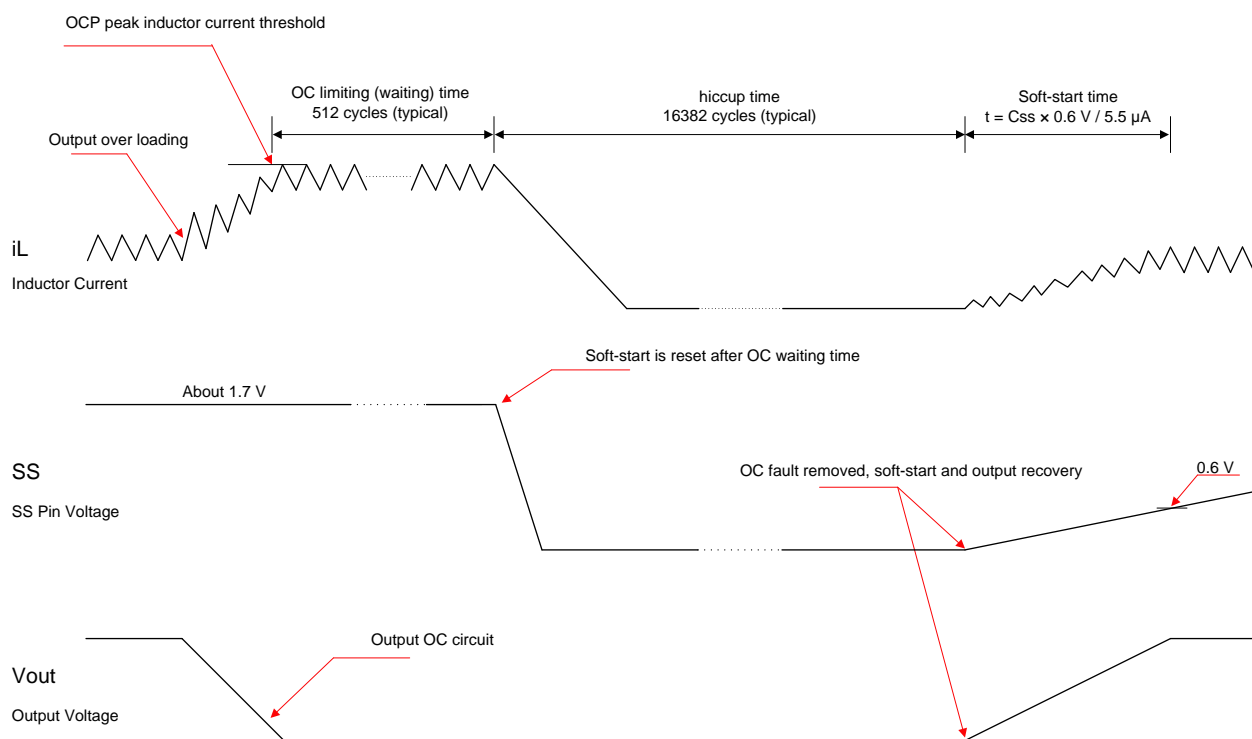 OCP peak inductor current threshold
OC limiting (waiting) time
512 cycles (typical)
hiccup time
16382 cycles (typical)
Soft-start time
t = Css × 0.6 V / 5.5 µA
Output over loading
iL
Inductor Current
Soft-start is reset after OC waiting time
About 1.7 V
SS
SS Pin Voltage
OC fault removed, soft-start and output recovery
0.6 V
Output OC circuit
Vout
Output Voltage